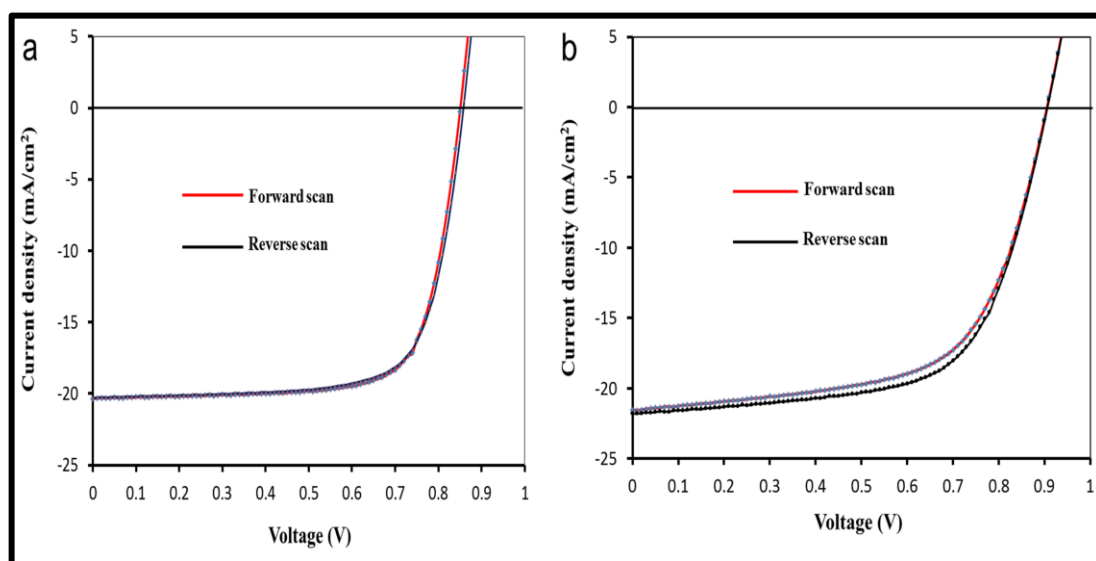 a
5
0
-5
-10
-15
-20
-25
Current density (mA/cm²)
Forward scan
Reverse scan
0 0.1 0.2 0.3 0.4 0.5 0.6 0.7 0.8 0.9 1
Voltage (V)
b
5
0
-5
-10
-15
-20
-25
Current density (mA/cm²)
Forward scan
Reverse scan
0 0.1 0.2 0.3 0.4 0.5 0.6 0.7 0.8 0.9 1
Voltage (V)